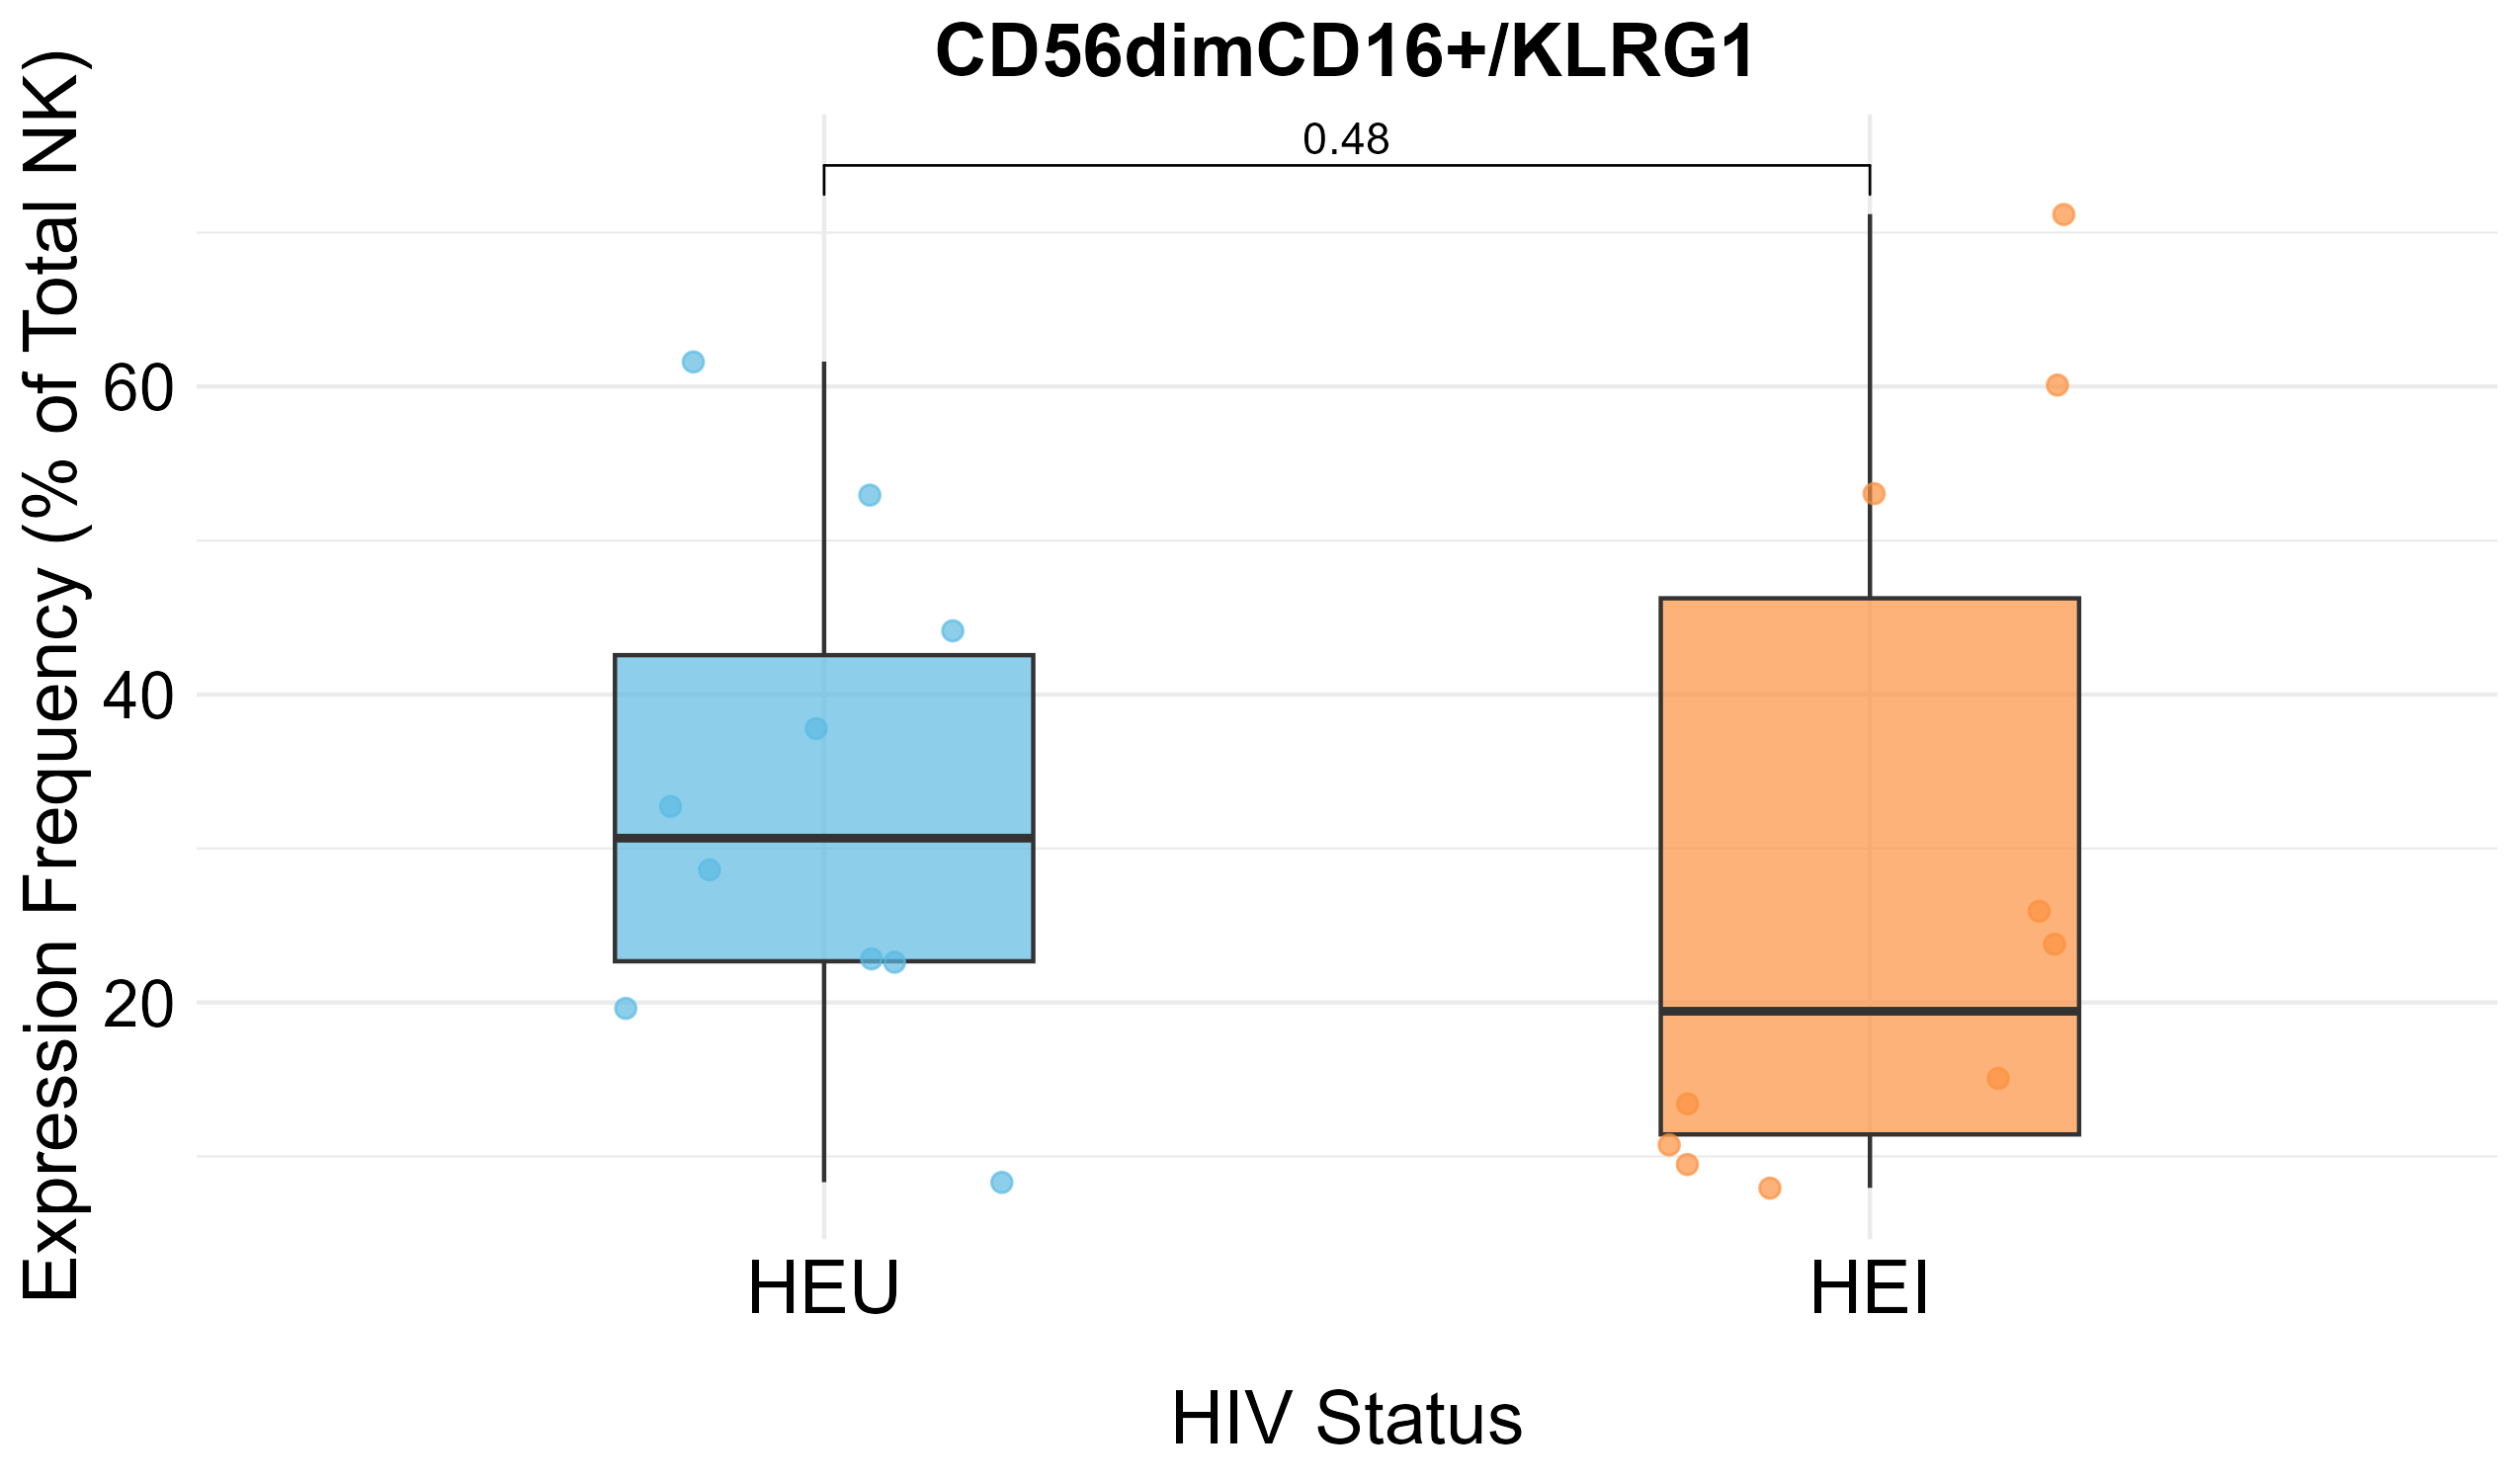 CD56dimCD16+/KLRG1
0.48
Expression Frequency (% of Total NK)
60
40
20
HEU
HEI
HIV Status